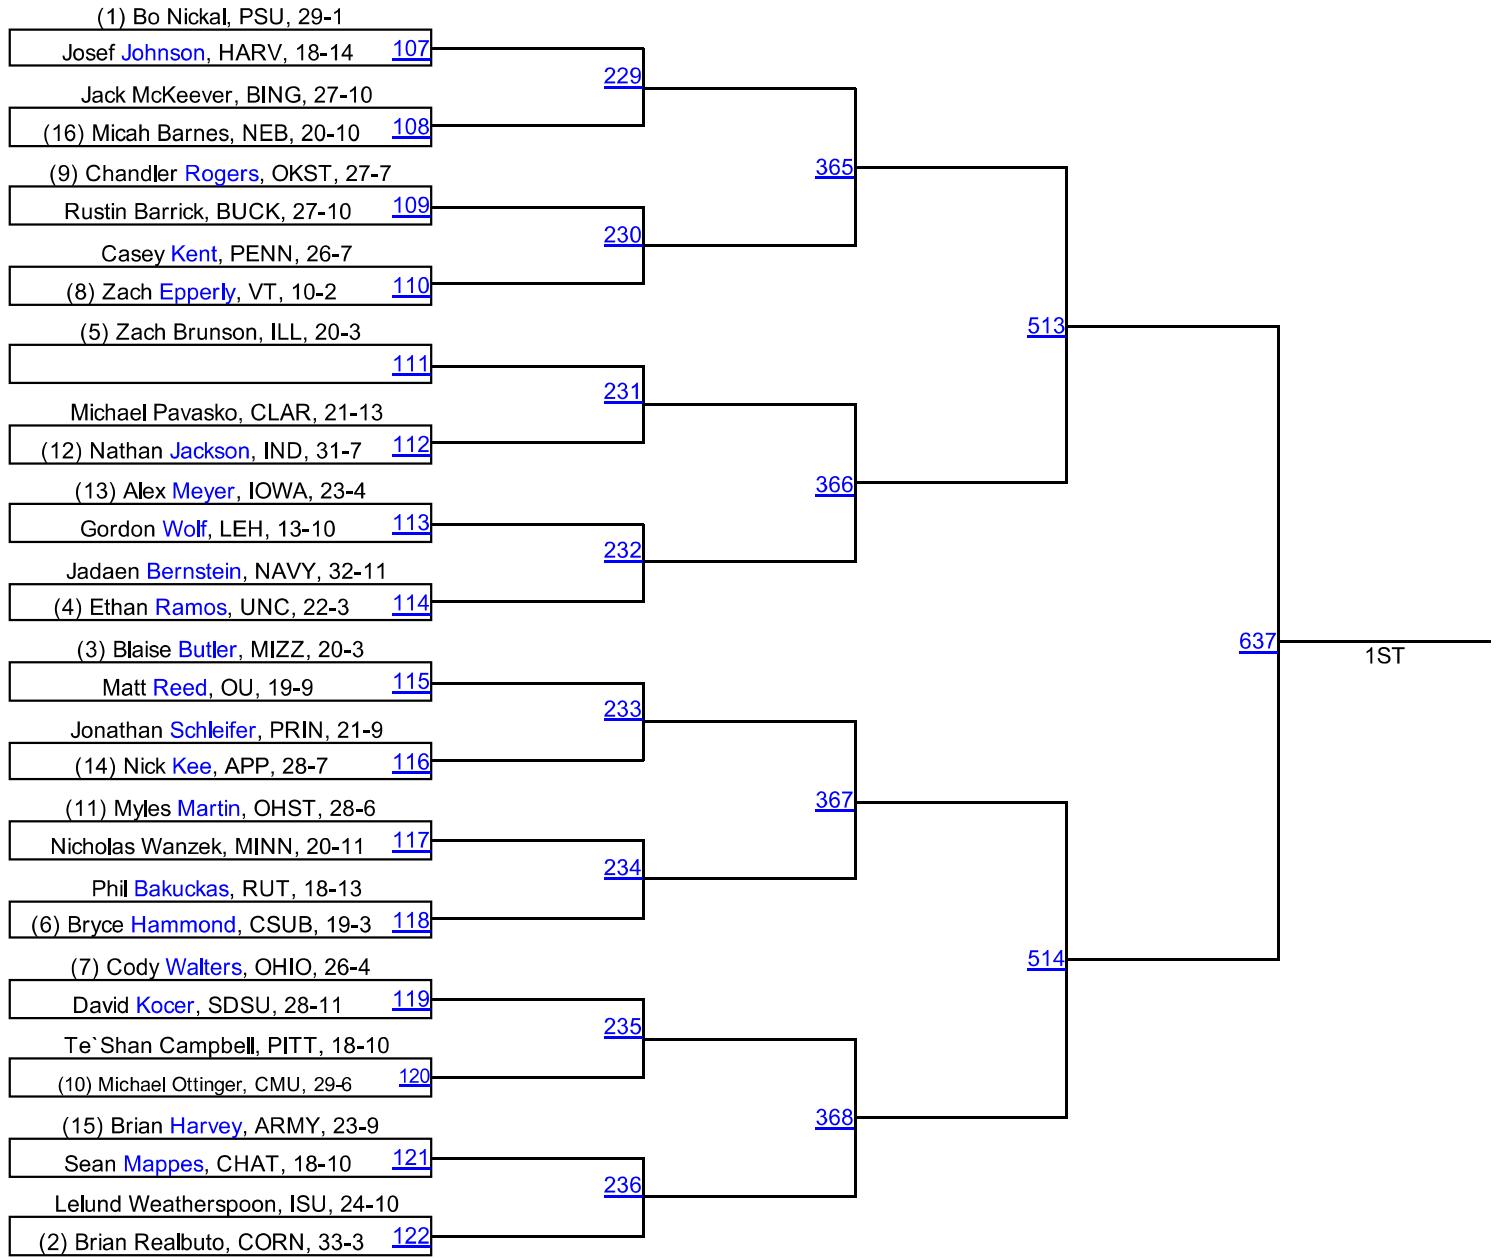 (1) Bo Nickal, PSU, 29-1
Josef Johnson, HARV, 18-14 107
229
Jack McKeever, BING, 27-10
(16) Micah Barnes, NEB, 20-10 108
365
(9) Chandler Rogers, OKST, 27-7
Rustin Barrick, BUCK, 27-10 109
230
Casey Kent, PENN, 26-7
(8) Zach Epperly, VT, 10-2 110
513
(5) Zach Brunson, ILL, 20-3
111
231
Michael Pavasko, CLAR, 21-13
(12) Nathan Jackson, IND, 31-7 112
366
(13) Alex Meyer, IOWA, 23-4
Gordon Wolf, LEH, 13-10 113
232
Jadaen Bernstein, NAVY, 32-11
(4) Ethan Ramos, UNC, 22-3 114
637
1ST
(3) Blaise Butler, MIZZ, 20-3
Matt Reed, OU, 19-9 115
233
Jonathan Schleifer, PRIN, 21-9
(14) Nick Kee, APP, 28-7 116
367
(11) Myles Martin, OHST, 28-6
Nicholas Wanzek, MINN, 20-11 117
234
Phil Bakuckas, RUT, 18-13
(6) Bryce Hammond, CSUB, 19-3 118
514
(7) Cody Walters, OHIO, 26-4
David Kocer, SDSU, 28-11 119
235
Te`Shan Campbell, PITT, 18-10
(10) Michael Ottinger, CMU, 29-6 120
368
(15) Brian Harvey, ARMY, 23-9
Sean Mappes, CHAT, 18-10 121
236
Lelund Weatherspoon, ISU, 24-10
(2) Brian Realbuto, CORN, 33-3 122